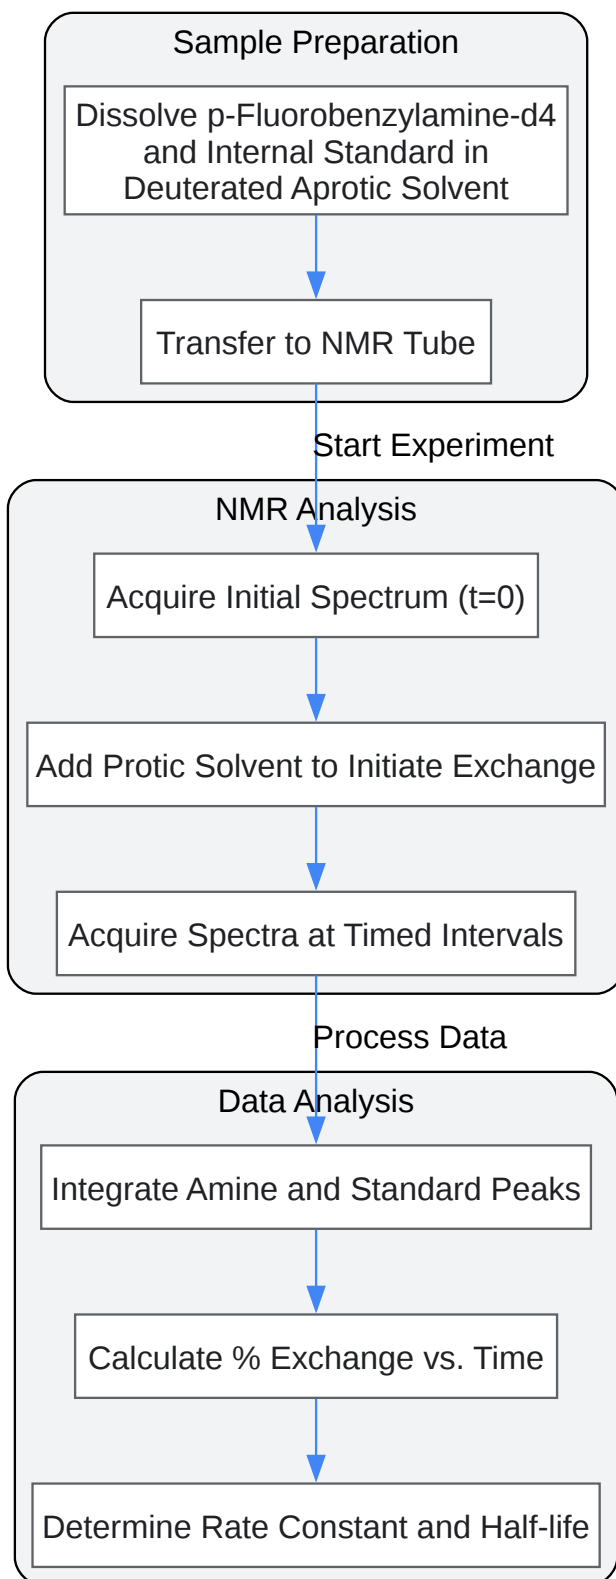 Sample Preparation
Dissolve p-Fluorobenzylamine-d4
and Internal Standard in
Deuterated Aprotic Solvent
Transfer to NMR Tube
Start Experiment
NMR Analysis
Acquire Initial Spectrum (t=0)
Add Protic Solvent to Initiate Exchange
Acquire Spectra at Timed Intervals
Process Data
Data Analysis
Integrate Amine and Standard Peaks
Calculate % Exchange vs. Time
Determine Rate Constant and Half-life